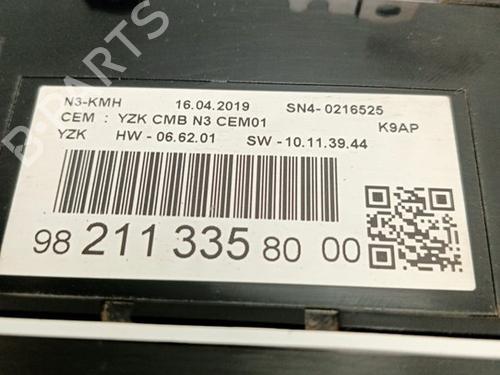 B-PARTS
N3-KMH 16.04.2019 SN4-0216525
CEM : YZK CMB N3 CEM01 K9AP
YZK HW-06.62.01 SW-10.11.39.44
98 211 335 80 00